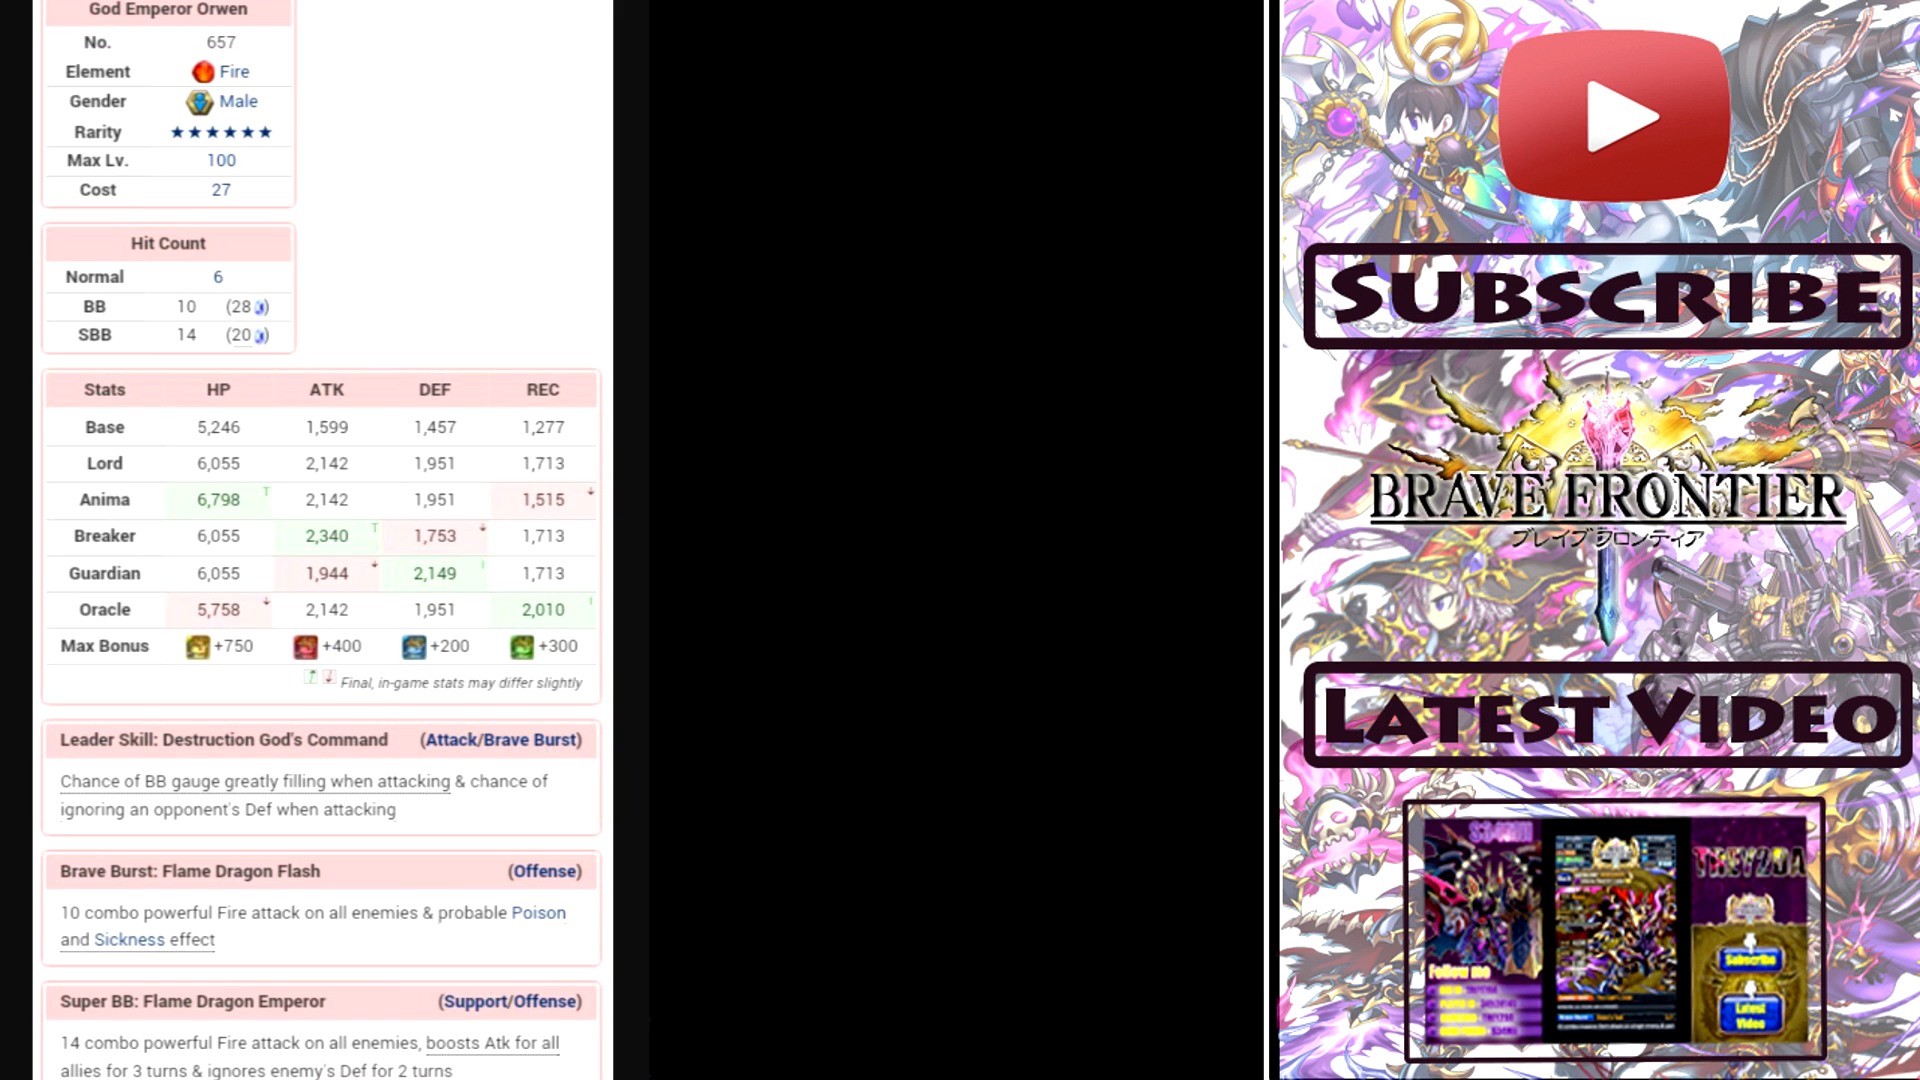 God Emperor Orwen
No. 657
Element Fire
Gender Male
Rarity ★★★★★★
Max Lv. 100
Cost 27
Hit Count
Normal 6
BB 10 (28)
SBB 14 (20)
Stats HP ATK DEF REC
Base 5,246 1,599 1,457 1,277
Lord 6,055 2,142 1,951 1,713
Anima 6,798 2,142 1,951 1,515
Breaker 6,055 2,340 1,753 1,713
Guardian 6,055 1,944 2,149 1,713
Oracle 5,758 2,142 1,951 2,010
Max Bonus +750 +400 +200 +300
Final, in-game stats may differ slightly
Leader Skill: Destruction God's Command (Attack/Brave Burst)
Chance of BB gauge greatly filling when attacking & chance of
ignoring an opponent's Def when attacking
Brave Burst: Flame Dragon Flash (Offense)
10 combo powerful Fire attack on all enemies & probable Poison
and Sickness effect
Super BB: Flame Dragon Emperor (Support/Offense)
14 combo powerful Fire attack on all enemies, boosts Atk for all
allies for 3 turns & ignores enemy's Def for 2 turns
SUBSCRIBE
BRAVE FRONTIER
ブレイブ フロンティア
LATEST VIDEO
Follow me
Subscribe
Latest
Video